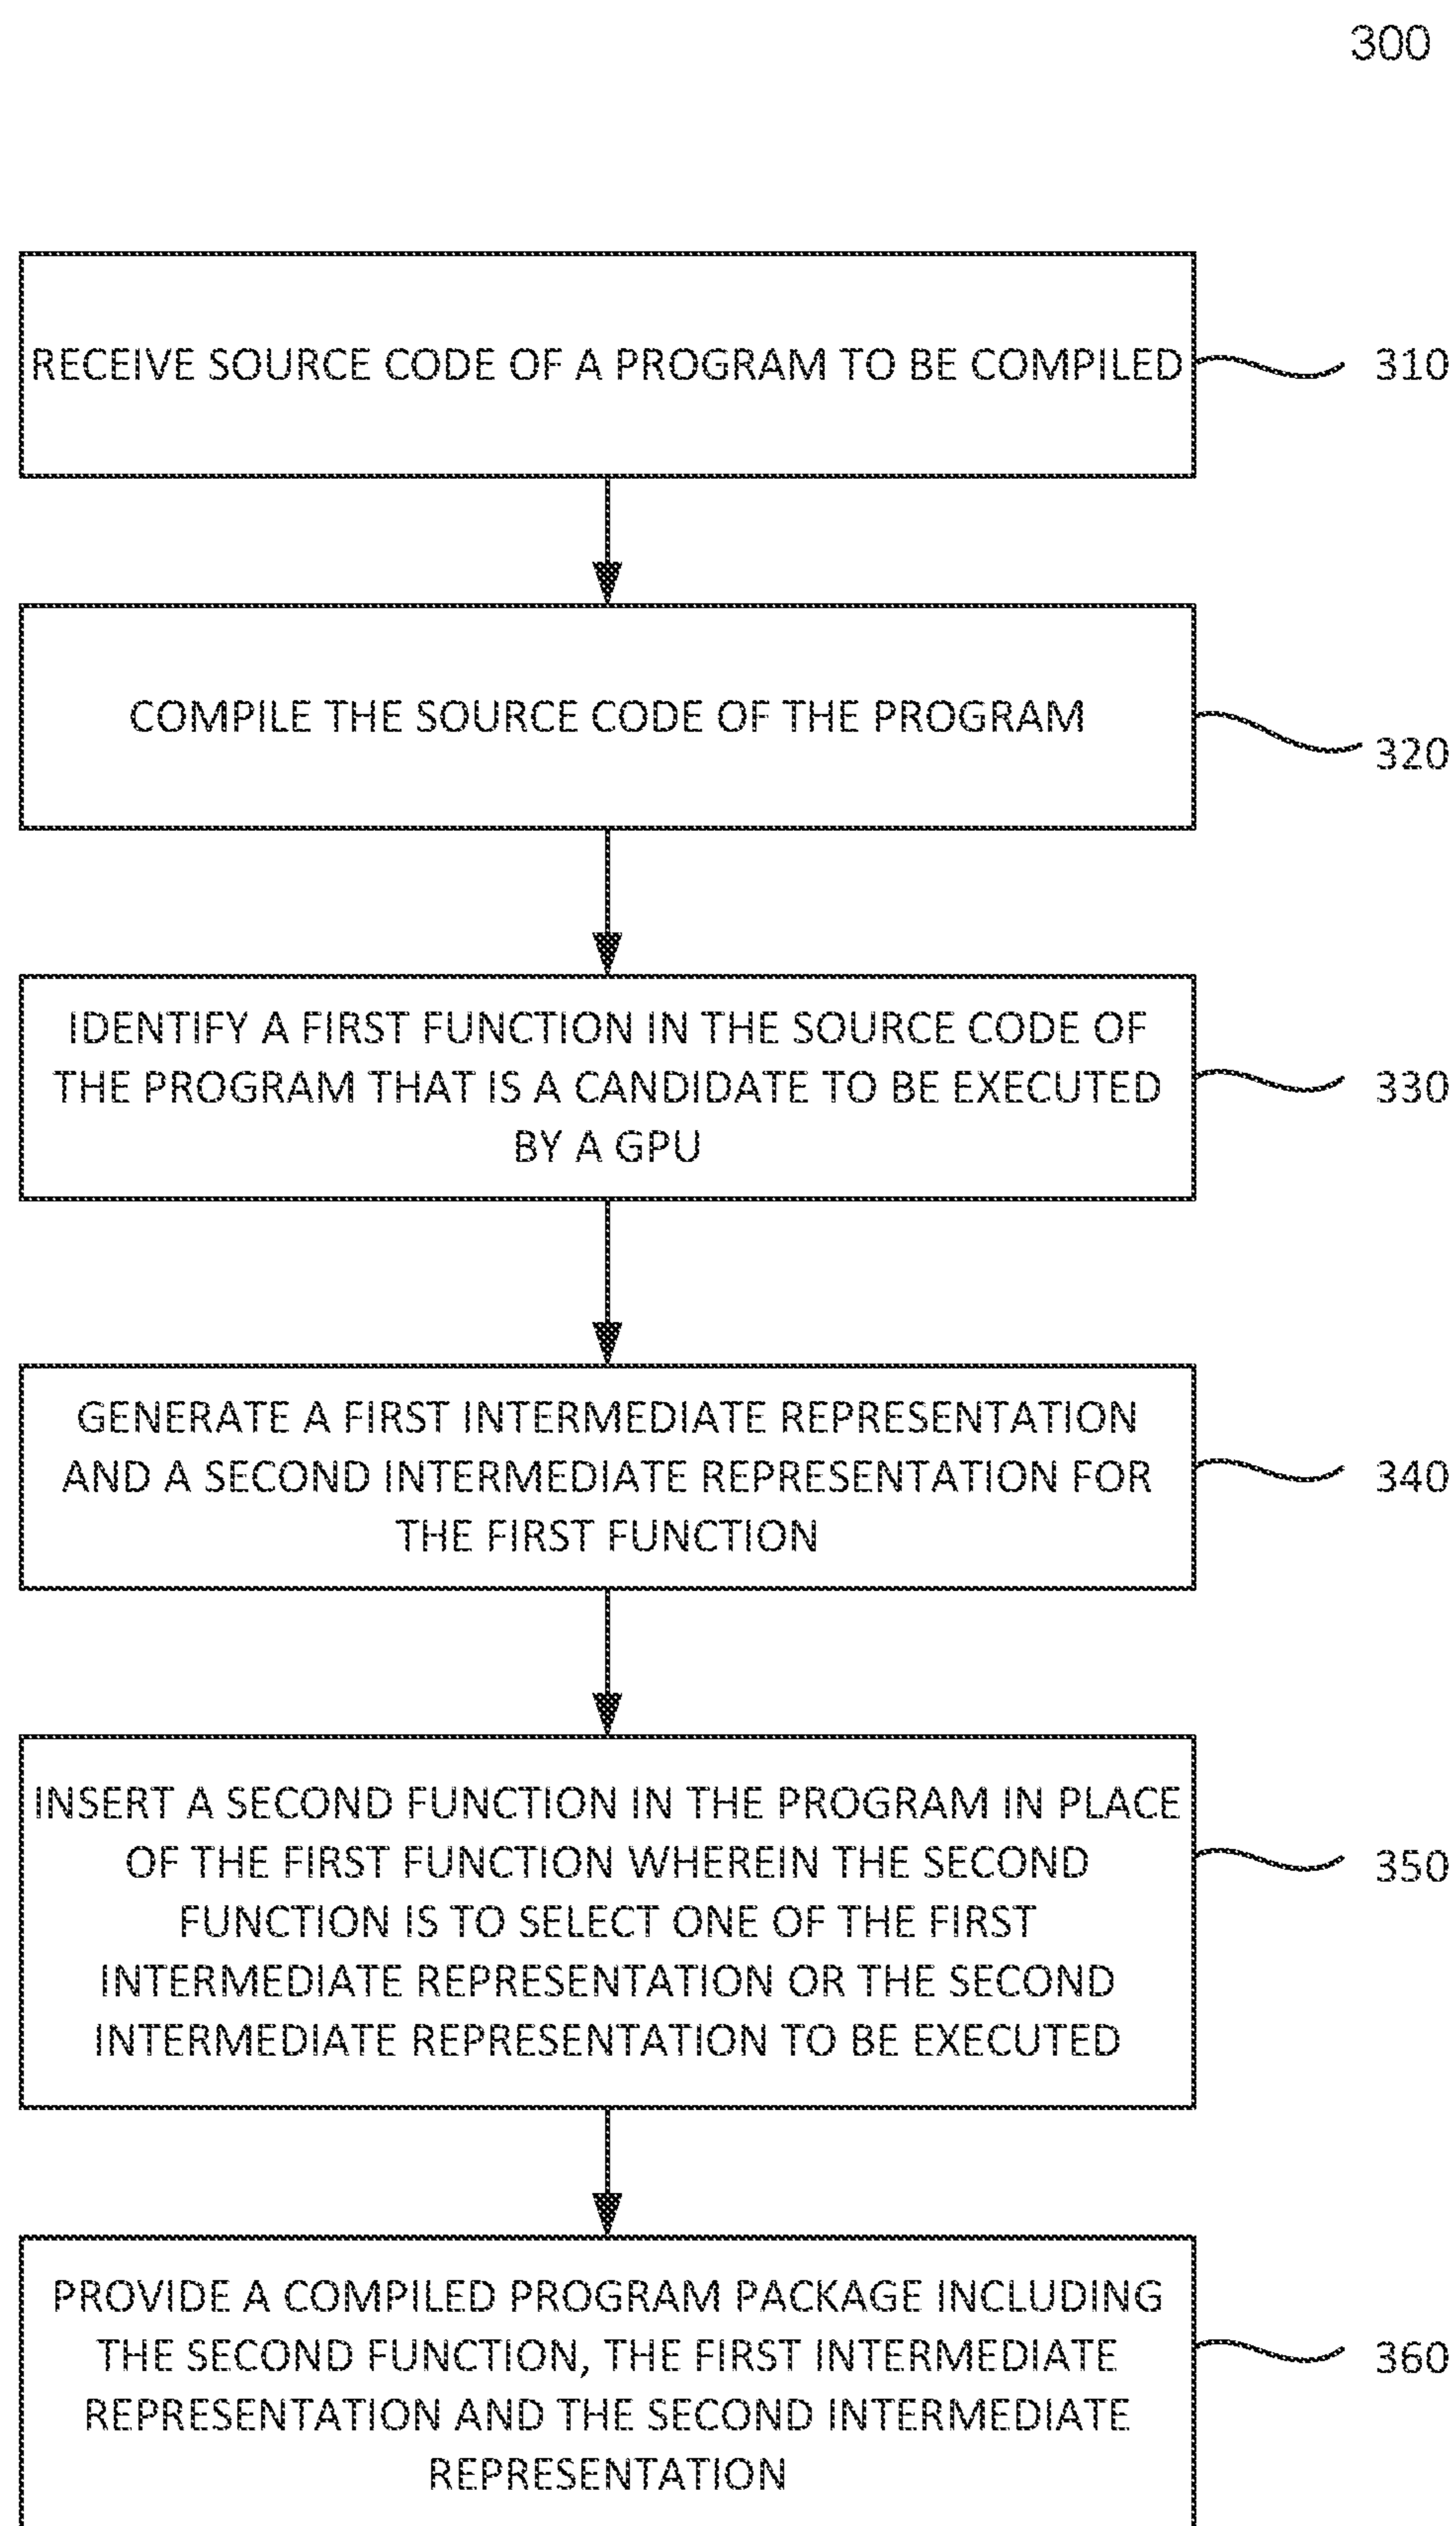 300
RECEIVE SOURCE CODE OF A PROGRAM TO BE COMPILED
310
COMPILE THE SOURCE CODE OF THE PROGRAM
320
IDENTIFY A FIRST FUNCTION IN THE SOURCE CODE OF
THE PROGRAM THAT IS A CANDIDATE TO BE EXECUTED
BY A GPU
330
GENERATE A FIRST INTERMEDIATE REPRESENTATION
AND A SECOND INTERMEDIATE REPRESENTATION FOR
THE FIRST FUNCTION
340
INSERT A SECOND FUNCTION IN THE PROGRAM IN PLACE
OF THE FIRST FUNCTION WHEREIN THE SECOND
FUNCTION IS TO SELECT ONE OF THE FIRST
INTERMEDIATE REPRESENTATION OR THE SECOND
INTERMEDIATE REPRESENTATION TO BE EXECUTED
350
PROVIDE A COMPILED PROGRAM PACKAGE INCLUDING
THE SECOND FUNCTION, THE FIRST INTERMEDIATE
REPRESENTATION AND THE SECOND INTERMEDIATE
REPRESENTATION
360